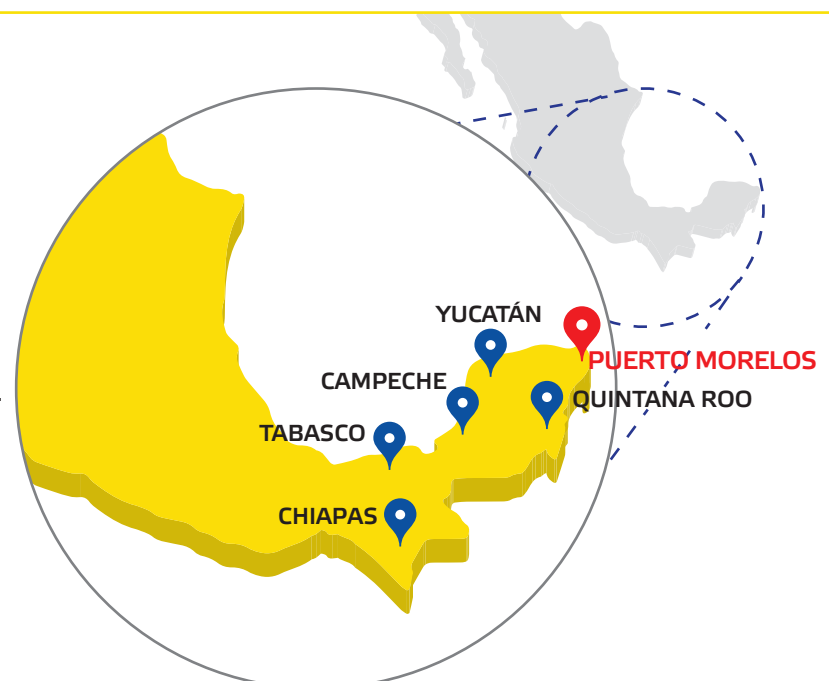 YUCATÁN
PUERTO MORELOS
CAMPECHE
QUINTANA ROO
TABASCO
CHIAPAS